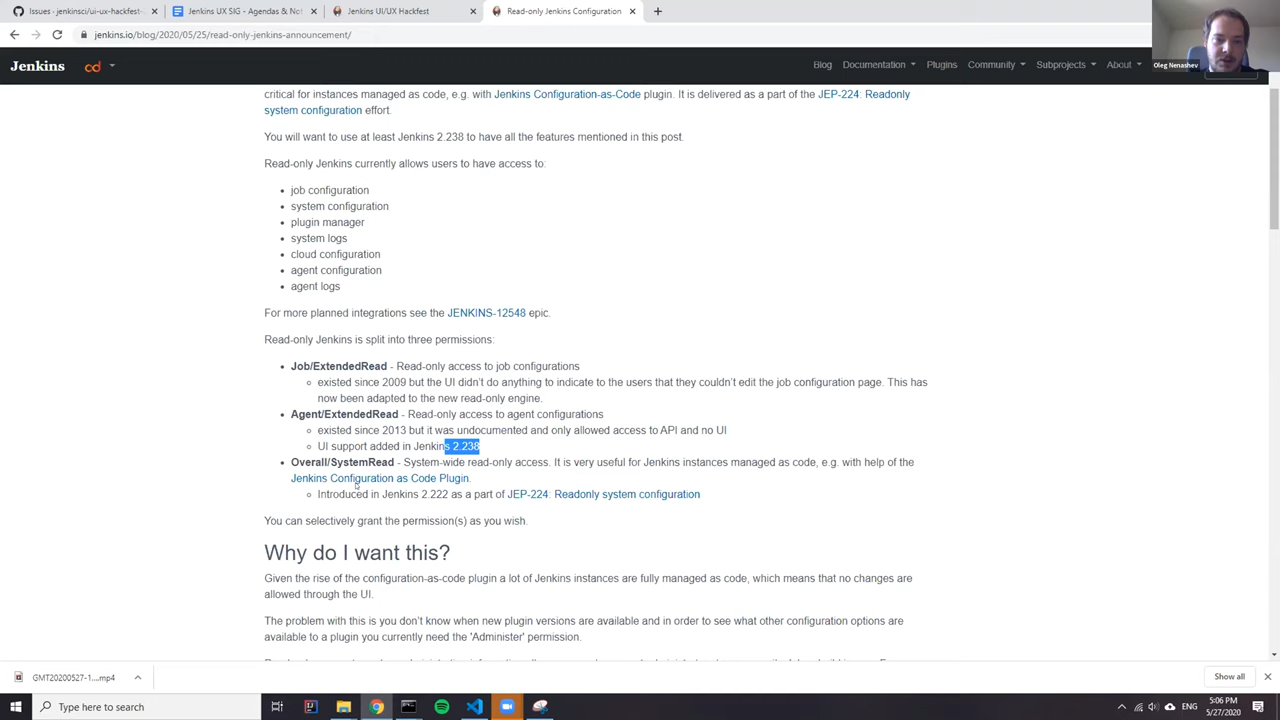 Issues · jenkinsci/ui-ux-hackfest-
Jenkins UX SIG - Agendas & Not
Jenkins UI/UX Hackfest
Read-only Jenkins Configuration
jenkins.io/blog/2020/05/25/read-only-jenkins-announcement/
Oleg Nenashev
Jenkins
cd
Blog
Documentation
Plugins
Community
Subprojects
About
critical for instances managed as code, e.g. with Jenkins Configuration-as-Code plugin. It is delivered as a part of the JEP-224: Readonly
system configuration effort.
You will want to use at least Jenkins 2.238 to have all the features mentioned in this post.
Read-only Jenkins currently allows users to have access to:
job configuration
system configuration
plugin manager
system logs
cloud configuration
agent configuration
agent logs
For more planned integrations see the JENKINS-12548 epic.
Read-only Jenkins is split into three permissions:
Job/ExtendedRead - Read-only access to job configurations
existed since 2009 but the UI didn't do anything to indicate to the users that they couldn't edit the job configuration page. This has
now been adapted to the new read-only engine.
Agent/ExtendedRead - Read-only access to agent configurations
existed since 2013 but it was undocumented and only allowed access to API and no UI
UI support added in Jenkins 2.238
Overall/SystemRead - System-wide read-only access. It is very useful for Jenkins instances managed as code, e.g. with help of the
Jenkins Configuration as Code Plugin.
Introduced in Jenkins 2.222 as a part of JEP-224: Readonly system configuration
You can selectively grant the permission(s) as you wish.
Why do I want this?
Given the rise of the configuration-as-code plugin a lot of Jenkins instances are fully managed as code, which means that no changes are
allowed through the UI.
The problem with this is you don't know when new plugin versions are available and in order to see what other configuration options are
available to a plugin you currently need the 'Administer' permission.
GMT20200527-1....mp4
Show all
Type here to search
ENG
5:06 PM
5/27/2020